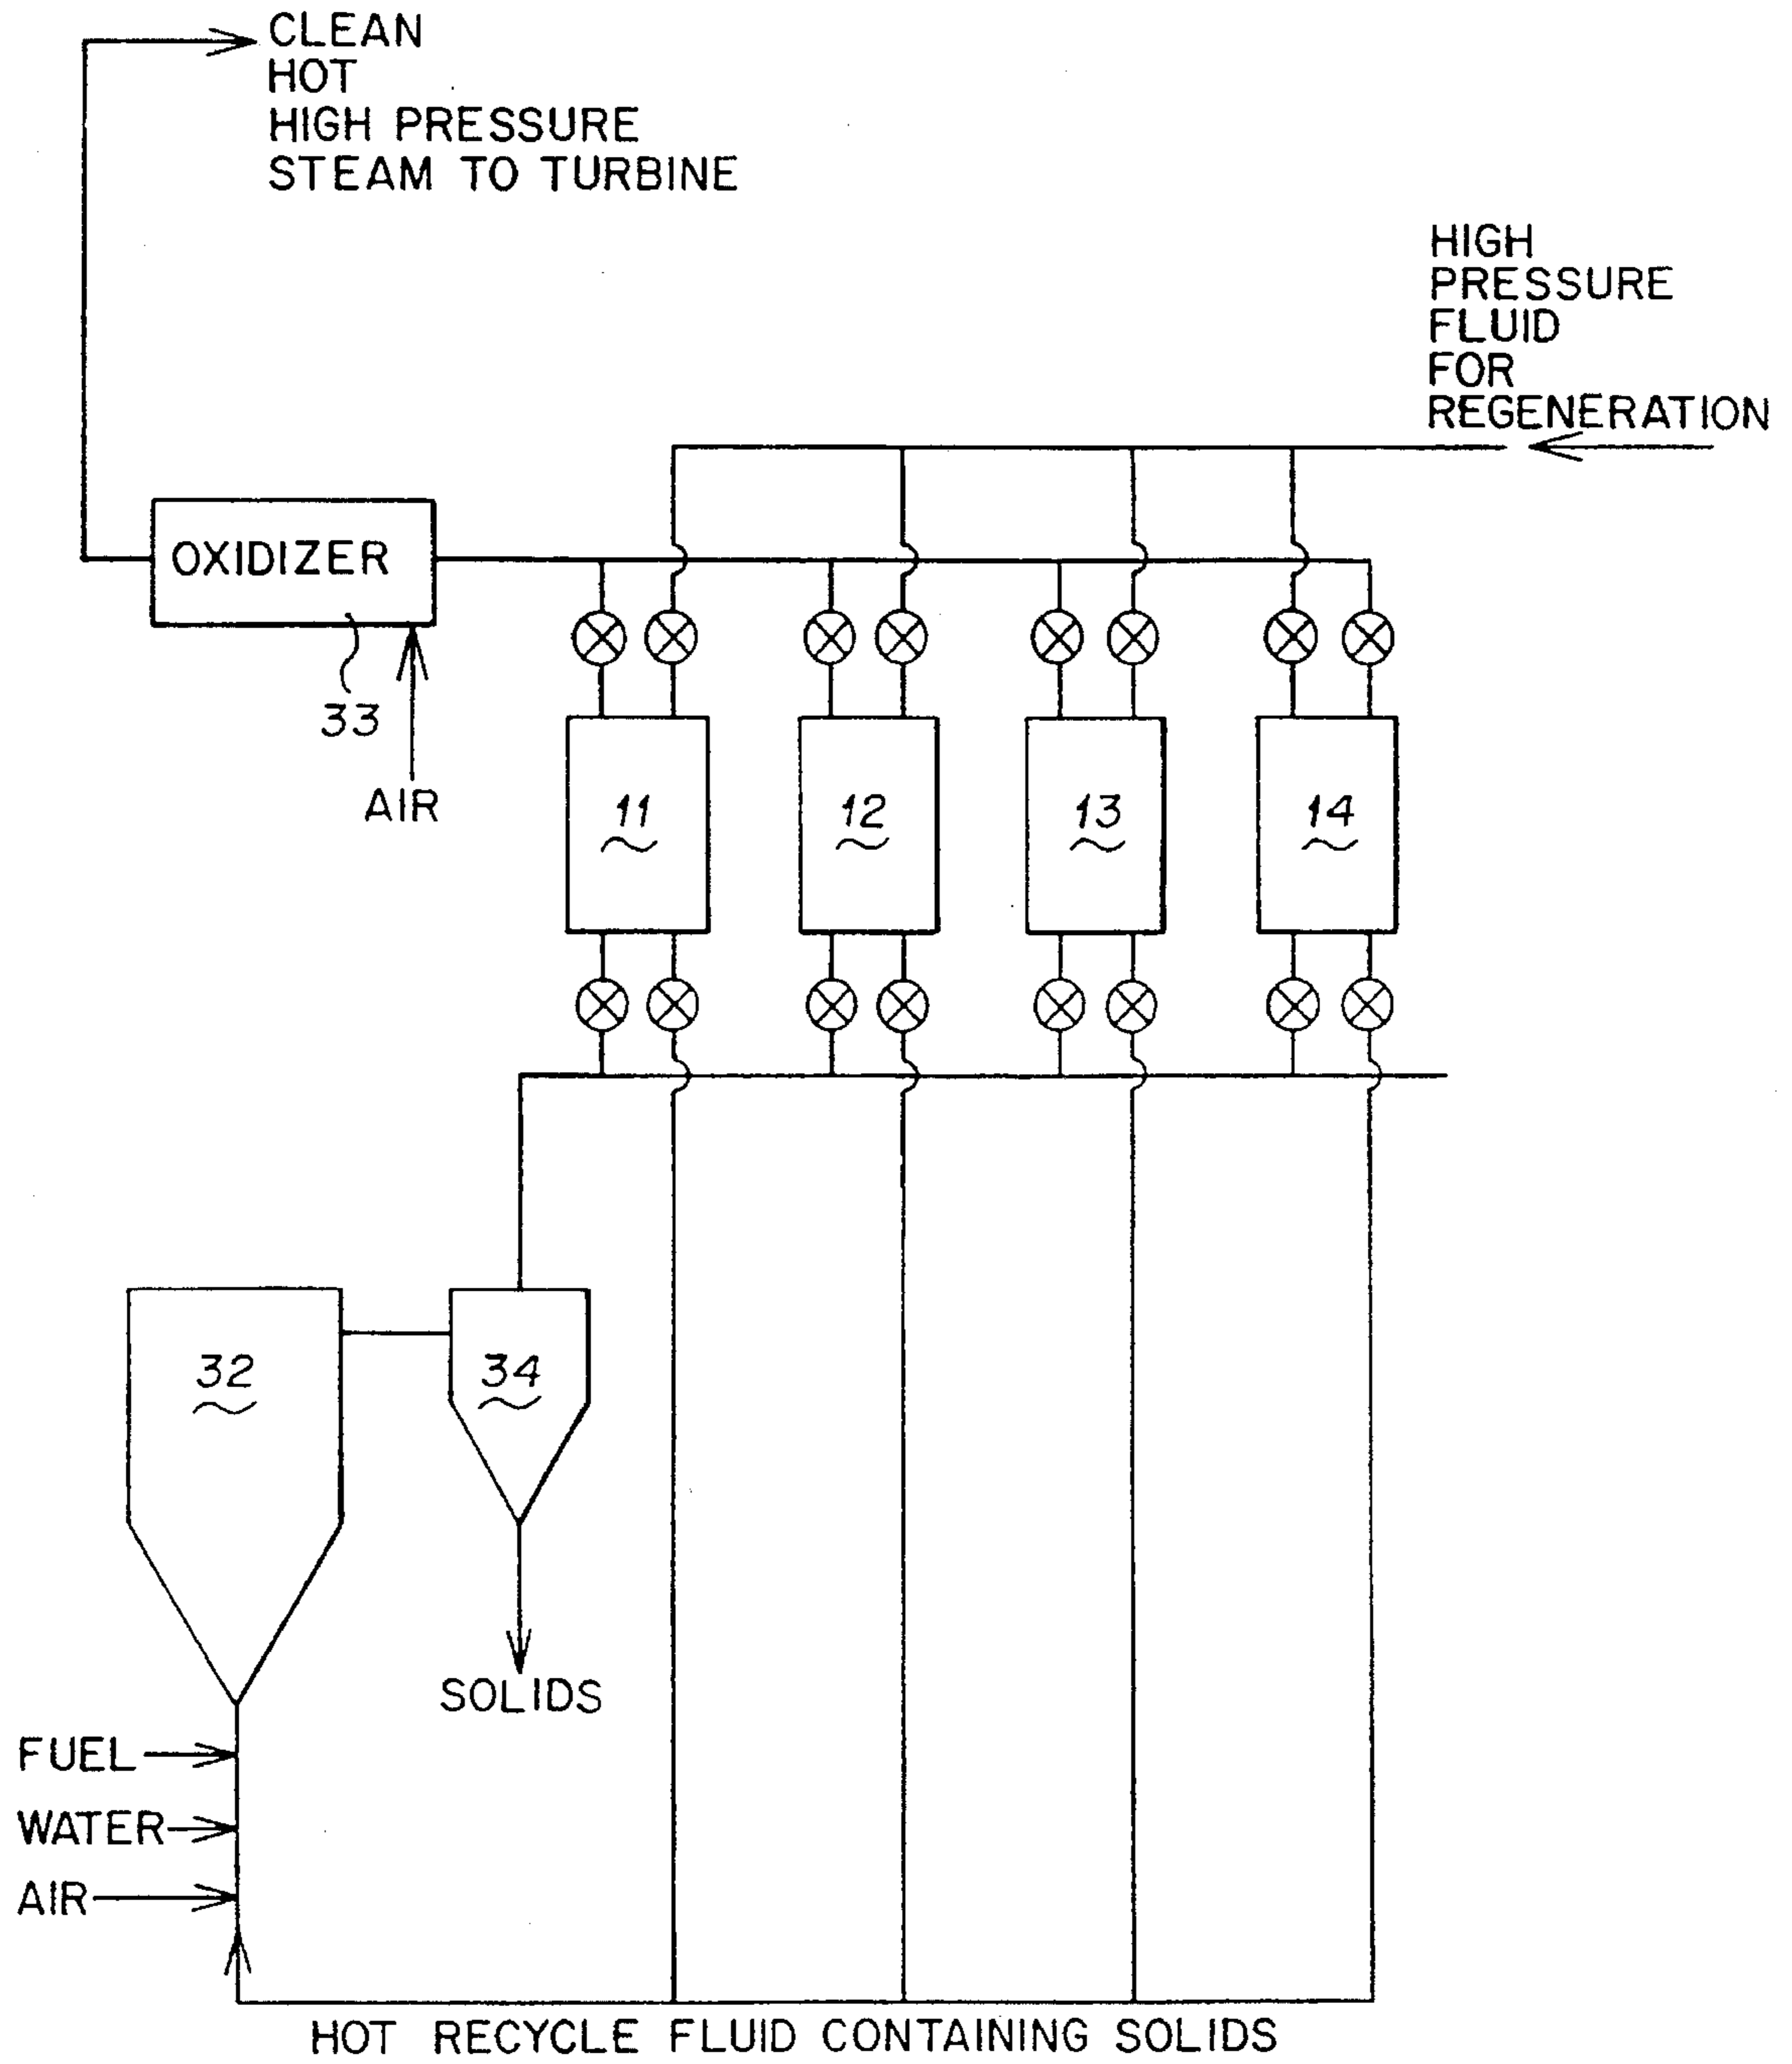 CLEAN
HOT
HIGH PRESSURE
STEAM TO TURBINE
HIGH
PRESSURE
FLUID
FOR
REGENERATION
OXIDIZER
33
AIR
11
12
13
14
32
34
SOLIDS
FUEL
WATER
AIR
HOT RECYCLE FLUID CONTAINING SOLIDS